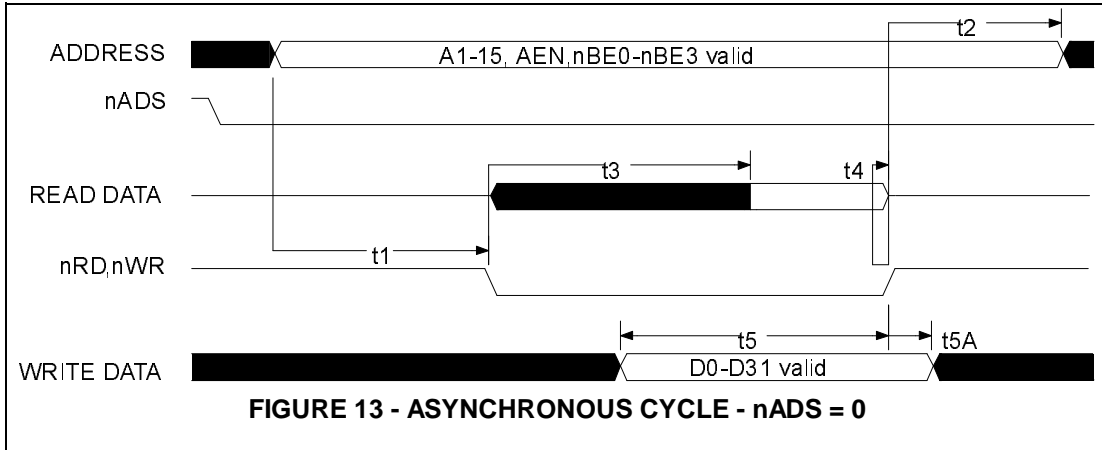 t2
ADDRESS
A1-15, AEN,nBE0-nBE3 valid
nADS
t3
t4
READ DATA
t1
nRD,nWR
t5
t5A
WRITE DATA
D0-D31 valid
FIGURE 13 - ASYNCHRONOUS CYCLE - nADS = 0